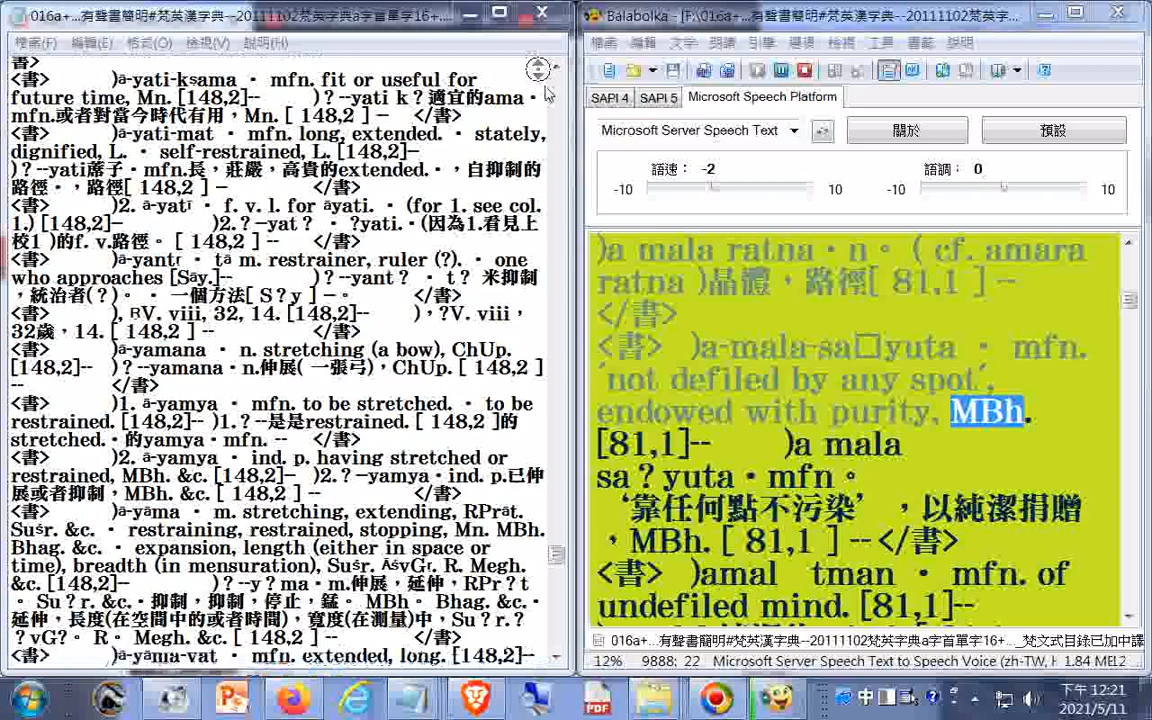 016a+...有聲書簡明#梵英漢字典--20111102梵英字典a字首單字16+...
檔案(F) 編輯(E) 格式(O) 檢視(V) 說明(H)
書>
<書> )ā-yati-kṣama • mfn. fit or useful for
future time, Mn. [148,2]-- )? --yati k ? 適宜的ama •
mfn.或者對當今時代有用，Mn. [ 148,2 ] -- </書>
<書> )ā-yati-mat • mfn. long, extended. • stately,
dignified, L. • self-restrained, L. [148,2]--
)? --yati蓆子 • mfn.長，莊嚴，高貴的extended. •，自抑制的
路徑 •，路徑[ 148,2 ] -- </書>
<書> )2. ā-yatī • f. v. l. for āyati. • (for 1. see col.
1.) [148,2]-- )2. ? --yat ? • ?yati. • (因為1.看見上
校1 )的f. v.路徑。 [ 148,2 ] -- </書>
<書> )ā-yantṛ • tā m. restrainer, ruler (?). • one
who approaches [Sāy.]-- )? --yant ? • t ? 米抑制
，統治者(？)。 • 一個方法[ S ? y ] --。 </書>
<書> ), RV. viii, 32, 14. [148,2]-- )，?V. viii，
32歲，14. [ 148,2 ] -- </書>
<書> )ā-yamana • n. stretching (a bow), ChUp.
[148,2]-- )? --yamana • n.伸展( 一張弓)，ChUp. [ 148,2 ]
-- </書>
<書> )1. ā-yamya • mfn. to be stretched. • to be
restrained. [148,2]-- )1. ? --是是restrained. [ 148,2 ]的
stretched. • 的yamya • mfn. </書>
<書> )2. ā-yamya • ind. p. having stretched or
restrained, MBh. &c. [148,2]-- )2. ? --yamya • ind. p.已伸
展或者抑制，MBh. &c. [ 148,2 ] -- </書>
<書> )ā-yāma • m. stretching, extending, RPrāt.
Suśr. &c. • restraining, restrained, stopping, Mn. MBh.
Bhag. &c. • expansion, length (either in space or
time), breadth (in mensuration), Suśr. ĀśvGṛ. R. Megh.
&c. [148,2]-- )? --y ? ma • m.伸展，延伸，RPr ? t
。 Su ? r. &c. • 抑制，抑制，停止，錳。 MBh。 Bhag. &c. •
延伸，長度(在空間中的或者時間)，寬度(在測量)中，Su ? r. ?
? vG?。 R。 Megh. &c. [ 148,2 ] -- </書>
<書> )ā-yāma-vat • mfn. extended, long. [148,2]--
Balabolka - [F:\016a+...有聲書簡明#梵英漢字典--20111102梵英字...
檔案 編輯 文字 朗讀 引擎 選項 檢視 工具 書籤 說明
SAPI 4 SAPI 5 Microsoft Speech Platform
Microsoft Server Speech Text 關於 預設
語速： -2 語調： 0
-10 10 -10 10
)a mala ratna • n。 ( cf. amara
ratna )晶體，路徑[ 81,1 ] --
</書>
<書> )a-mala-sa□yuta • mfn.
'not defiled by any spot',
endowed with purity, MBh.
[81,1]-- )a mala
sa ? yuta • mfn。
‘靠任何點不污染’，以純潔捐贈
，MBh. [ 81,1 ] -- </書>
<書> )amal tman • mfn. of
undefiled mind. [81,1]--
016a+...有聲書簡明#梵英漢字典--20111102梵英字典a字首單字16+..._梵文式目錄已加中譯
12% 9888: 22 Microsoft Server Speech Text to Speech Voice (zh-TW, H 1.84 MEL2
中
下午 12:21
2021/5/11